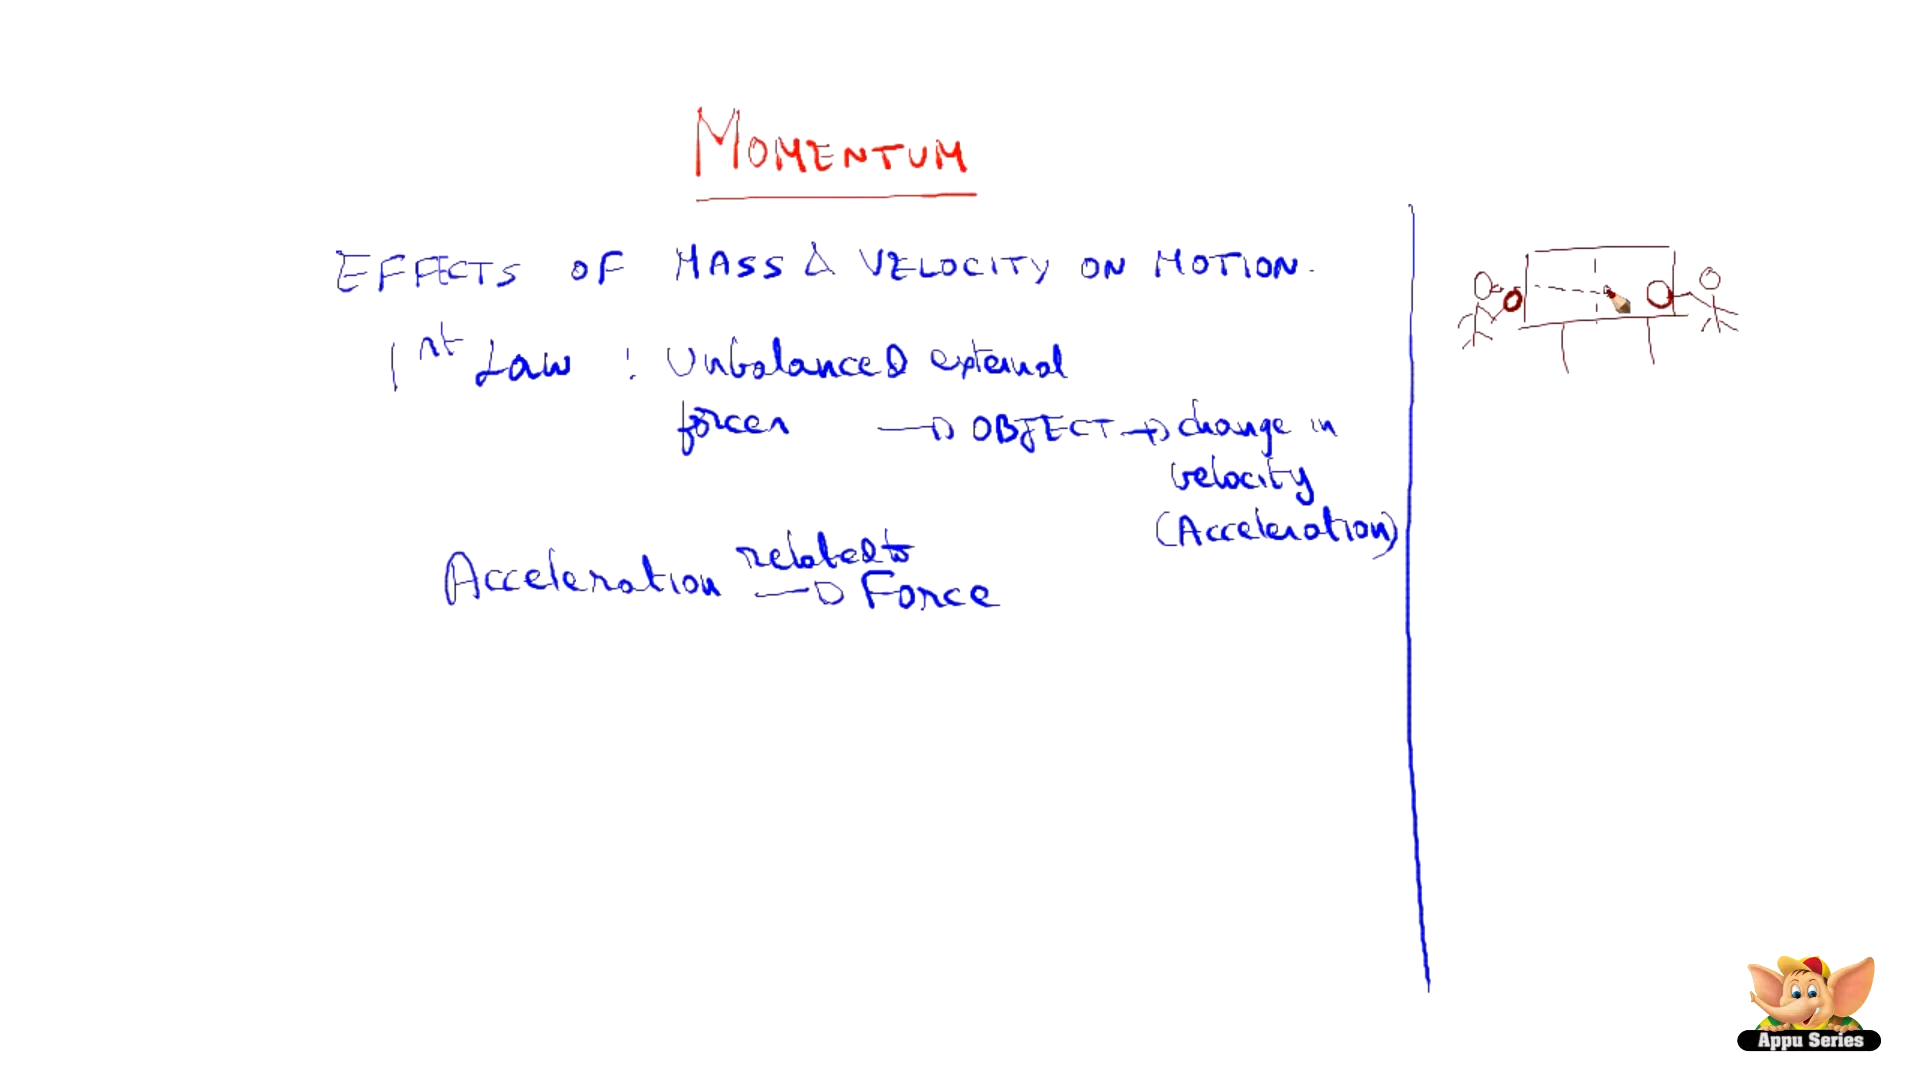 MOMENTUM
EFFECTS OF MASS & VELOCITY ON MOTION.
1st Law : Unbalanced external
forces → OBJECT → change in
velocity
(Acceleration)
related to
Acceleration → Force
Appu Series